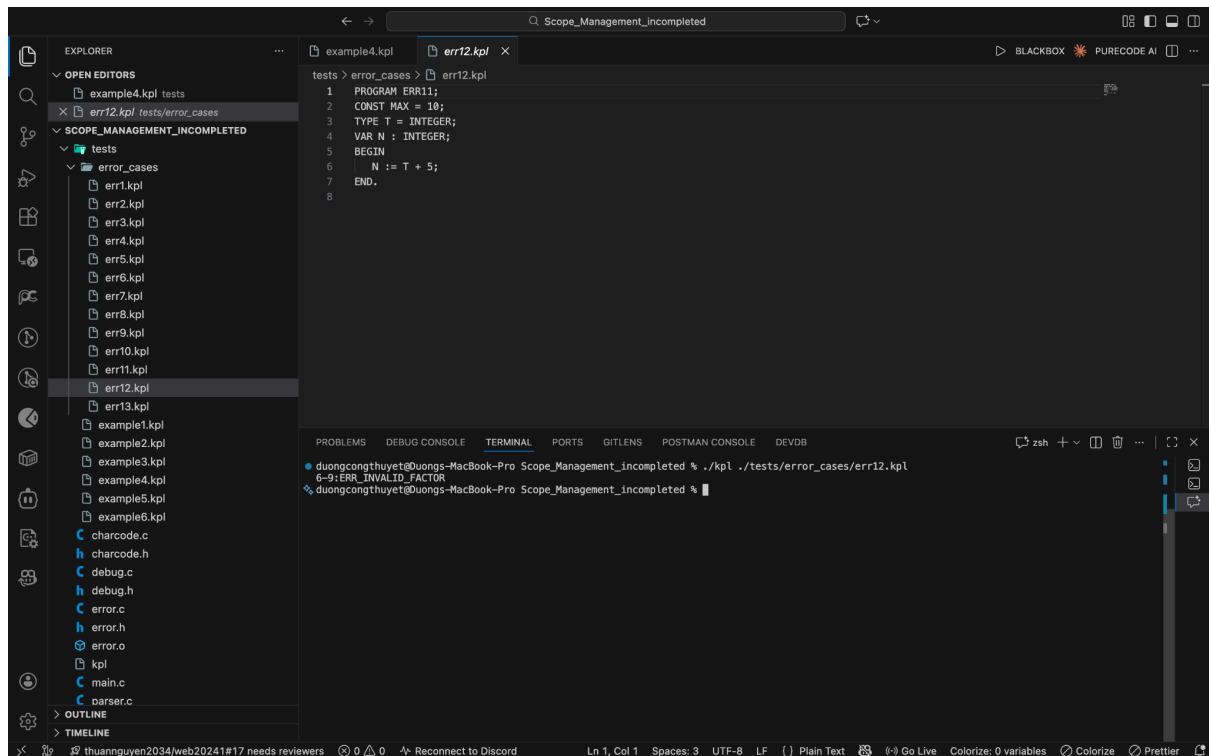 Scope_Management_incompleted
EXPLORER
example4.kpl
err12.kpl
BLACKBOX
PURECODE AI
OPEN EDITORS
example4.kpl tests
err12.kpl tests/error_cases
SCOPE_MANAGEMENT_INCOMPLETED
tests
error_cases
err1.kpl
err2.kpl
err3.kpl
err4.kpl
err5.kpl
err6.kpl
err7.kpl
err8.kpl
err9.kpl
err10.kpl
err11.kpl
err12.kpl
err13.kpl
example1.kpl
example2.kpl
example3.kpl
example4.kpl
example5.kpl
example6.kpl
charcode.c
charcode.h
debug.c
debug.h
error.c
error.h
error.o
kpl
main.c
parser.c
OUTLINE
TIMELINE
tests > error_cases > err12.kpl
1 PROGRAM ERR11;
2 CONST MAX = 10;
3 TYPE T = INTEGER;
4 VAR N : INTEGER;
5 BEGIN
6 N := T + 5;
7 END.
8
PROBLEMS DEBUG CONSOLE TERMINAL PORTS GITLENS POSTMAN CONSOLE DEVDB
zsh
duongcongthuyet@Duongs-MacBook-Pro Scope_Management_incompleted % ./kpl ./tests/error_cases/err12.kpl
6-9:ERR_INVALID_FACTOR
duongcongthuyet@Duongs-MacBook-Pro Scope_Management_incompleted %
thuannguyen2034/web20241#17 needs reviewers 0 0 Reconnect to Discord Ln 1, Col 1 Spaces: 3 UTF-8 LF {} Plain Text Go Live Colorize: 0 variables Colorize Prettier